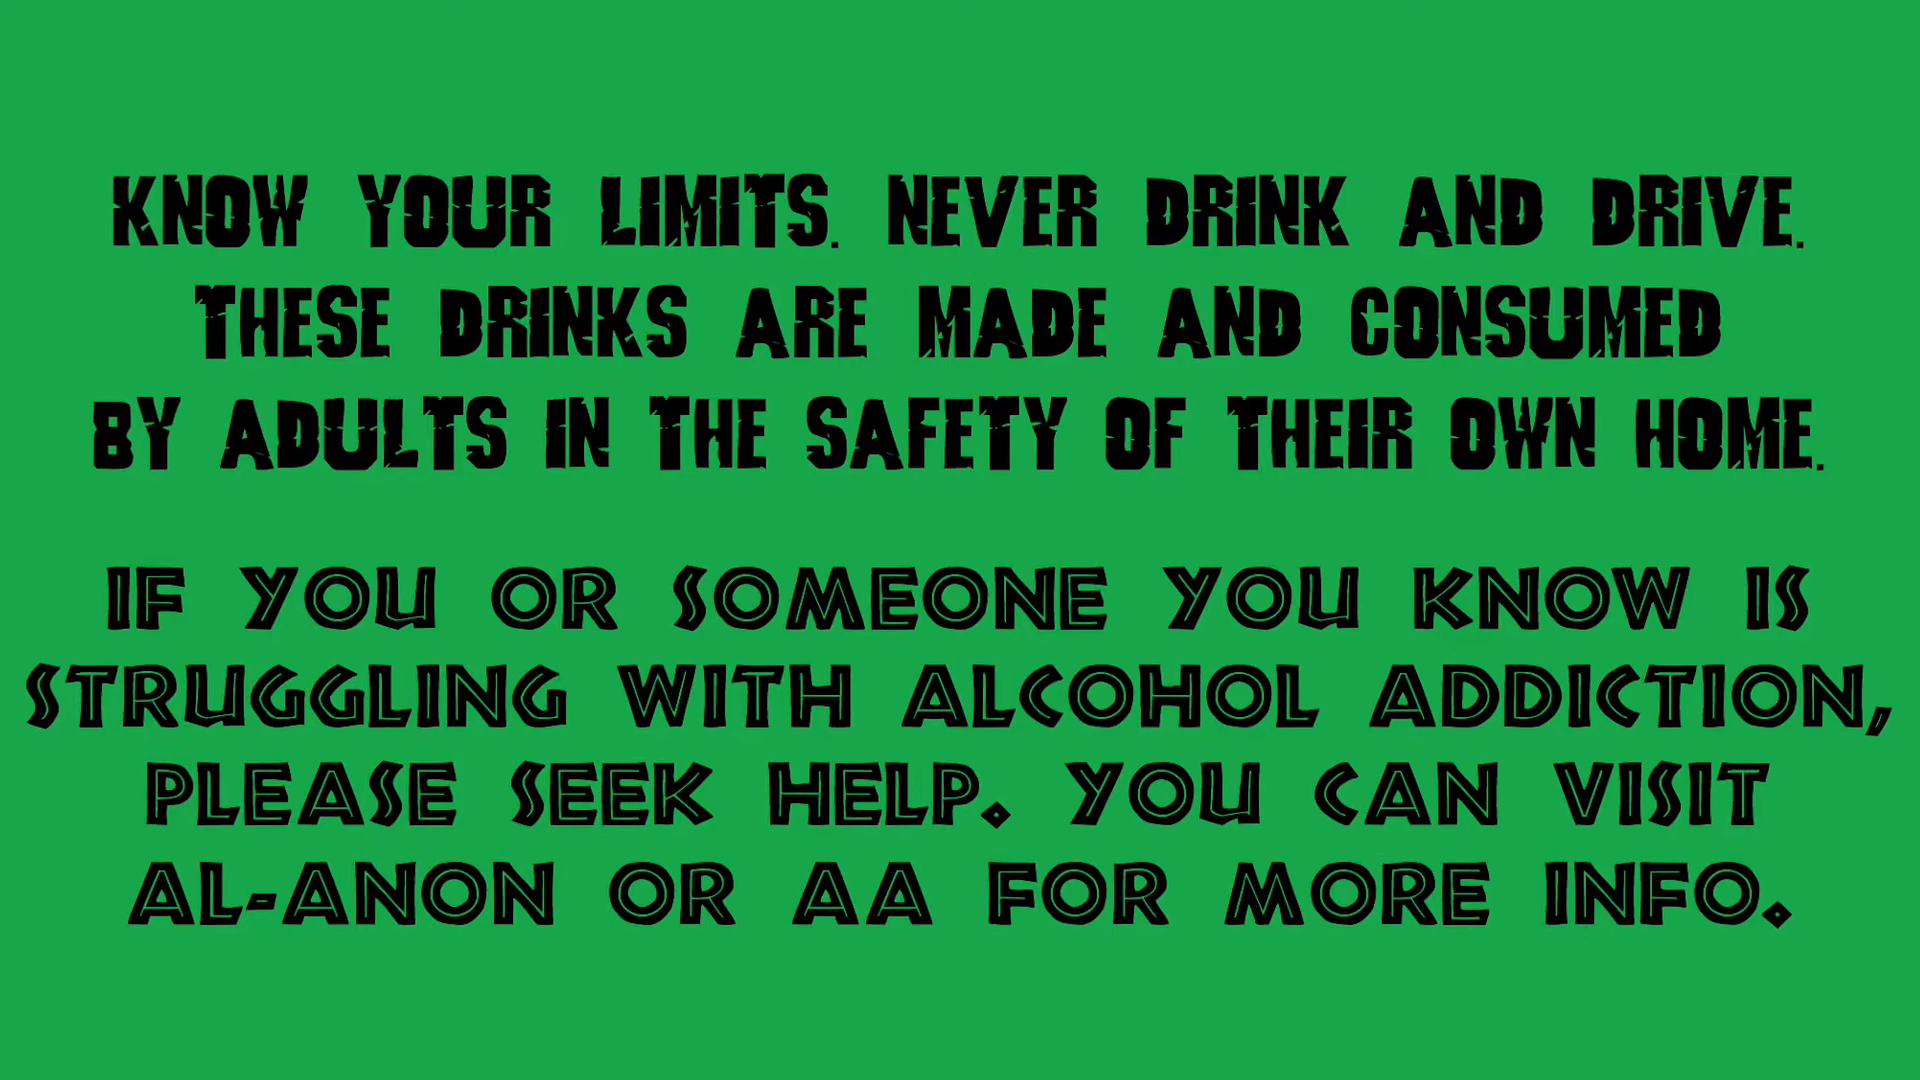 KNOW YOUR LIMITS. NEVER DRINK AND DRIVE.
THESE DRINKS ARE MADE AND CONSUMED
BY ADULTS IN THE SAFETY OF THEIR OWN HOME.
IF YOU OR SOMEONE YOU KNOW IS
STRUGGLING WITH ALCOHOL ADDICTION,
PLEASE SEEK HELP. YOU CAN VISIT
AL-ANON OR AA FOR MORE INFO.